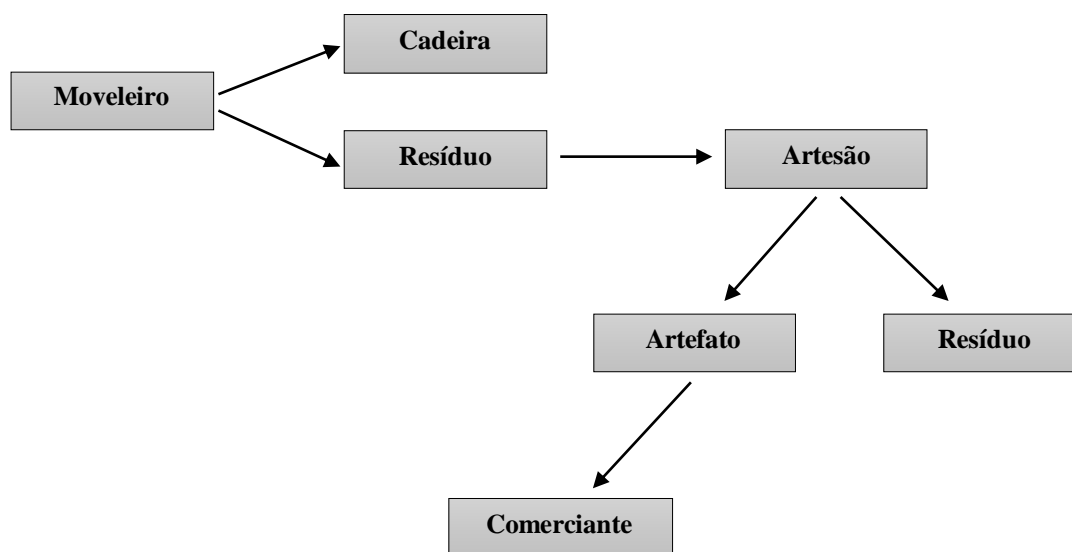 Cadeira
Moveleiro
Resíduo
Artesão
Artefato
Resíduo
Comerciante